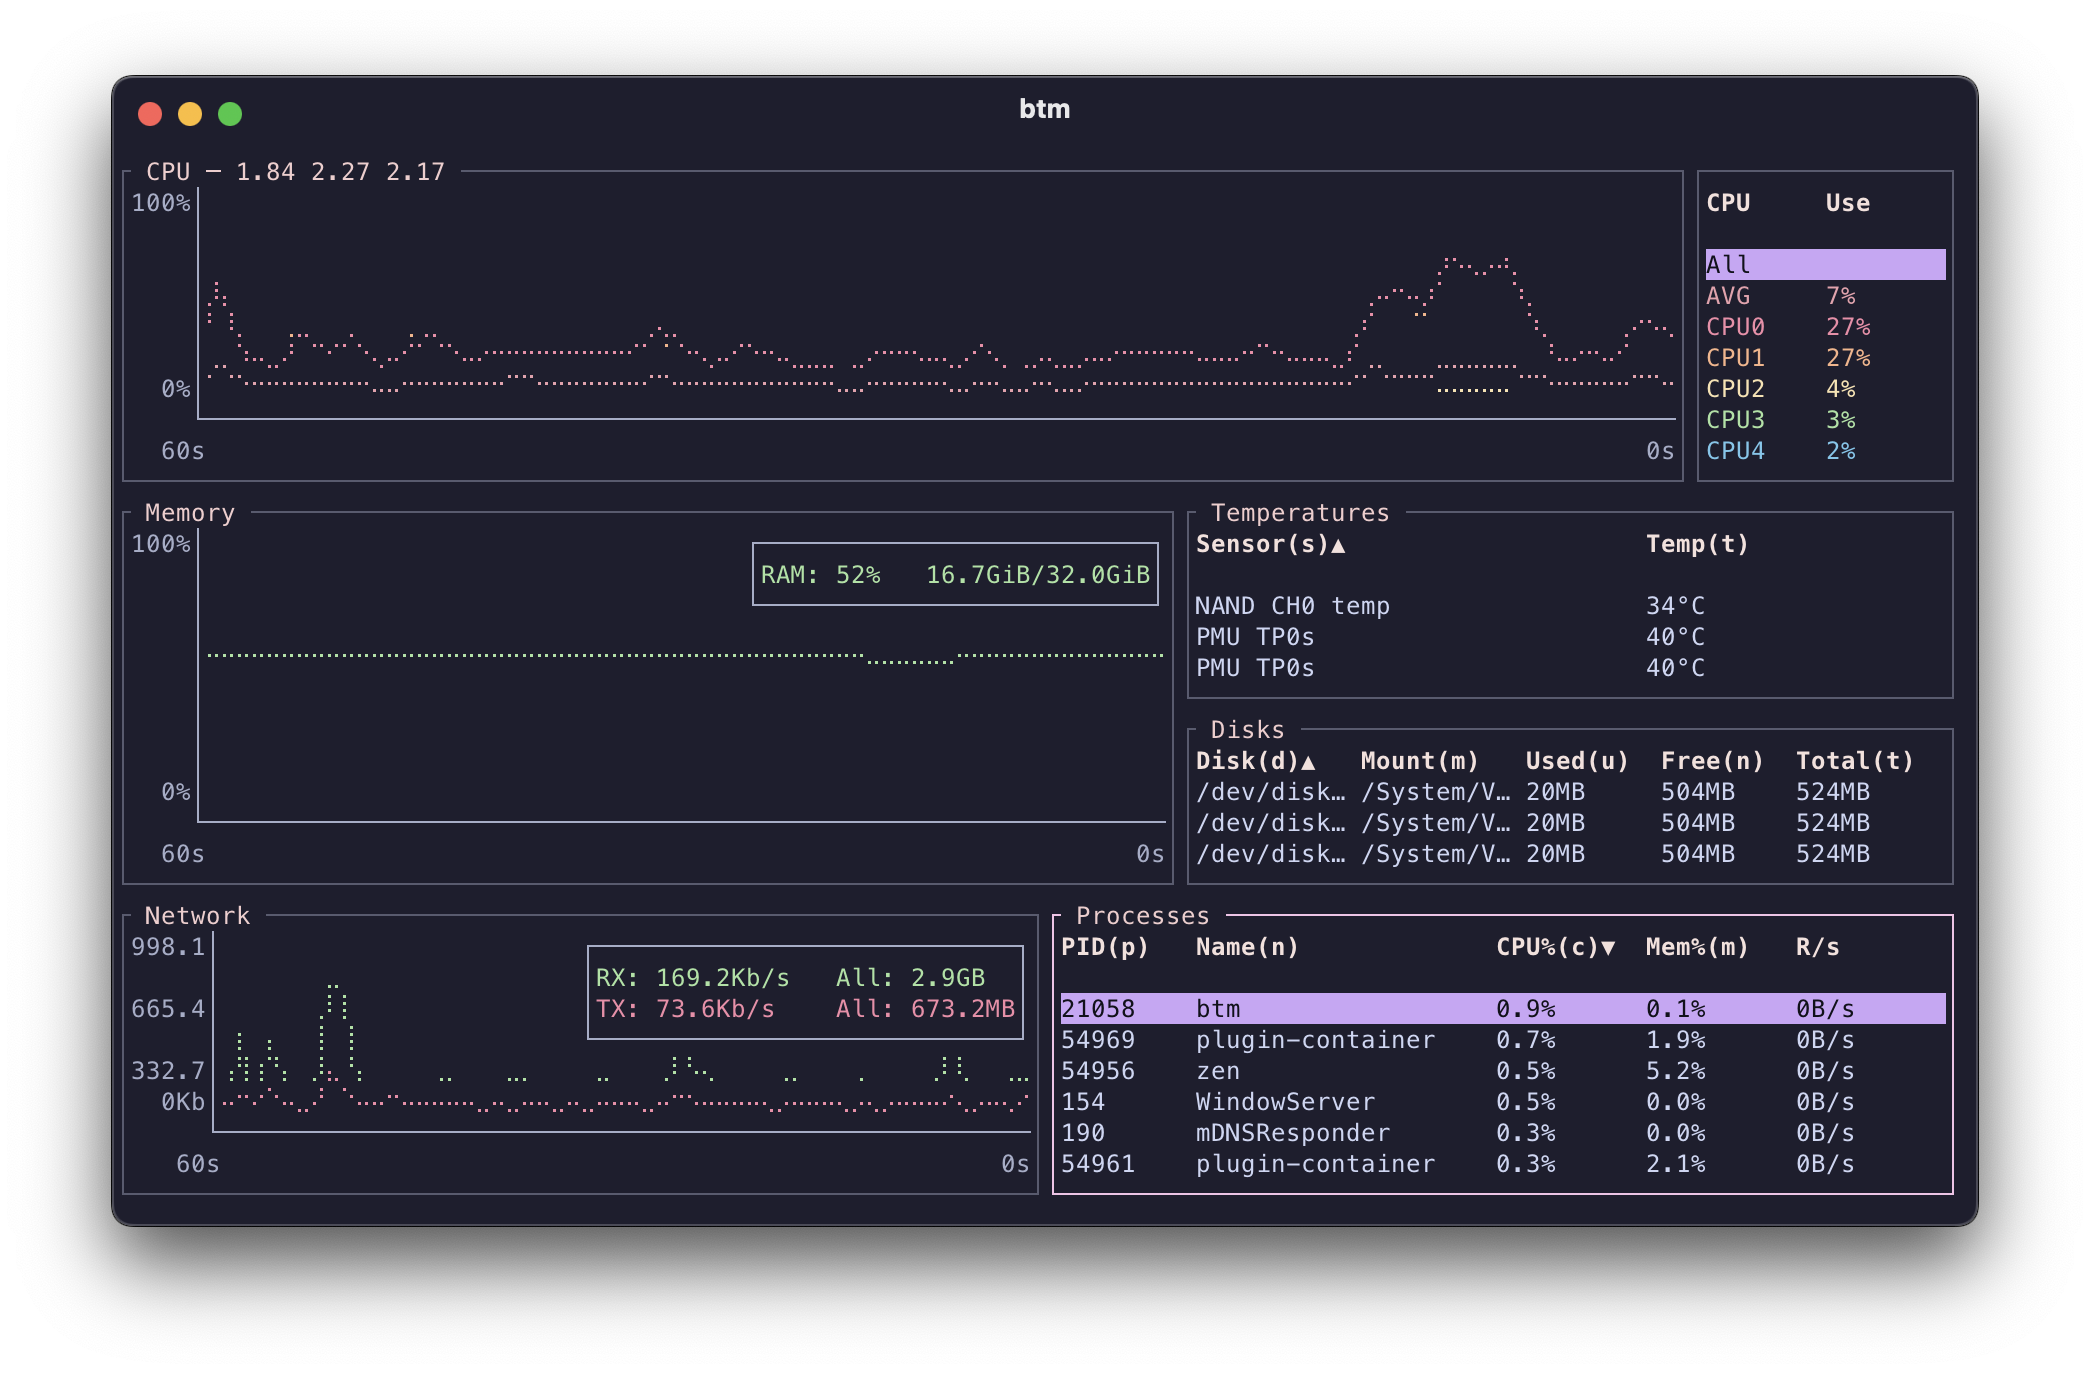 btm
CPU — 1.84 2.27 2.17
100%
0%
60s 0s
CPU Use
All
AVG 7%
CPU0 27%
CPU1 27%
CPU2 4%
CPU3 3%
CPU4 2%
Memory
100%
RAM: 52% 16.7GiB/32.0GiB
0%
60s 0s
Temperatures
Sensor(s)▲ Temp(t)
NAND CH0 temp 34°C
PMU TP0s 40°C
PMU TP0s 40°C
Disks
Disk(d)▲ Mount(m) Used(u) Free(n) Total(t)
/dev/disk… /System/V… 20MB 504MB 524MB
/dev/disk… /System/V… 20MB 504MB 524MB
/dev/disk… /System/V… 20MB 504MB 524MB
Network
998.1
RX: 169.2Kb/s All: 2.9GB
665.4
TX: 73.6Kb/s All: 673.2MB
332.7
0Kb
60s 0s
Processes
PID(p) Name(n) CPU%(c)▼ Mem%(m) R/s
21058 btm 0.9% 0.1% 0B/s
54969 plugin-container 0.7% 1.9% 0B/s
54956 zen 0.5% 5.2% 0B/s
154 WindowServer 0.5% 0.0% 0B/s
190 mDNSResponder 0.3% 0.0% 0B/s
54961 plugin-container 0.3% 2.1% 0B/s